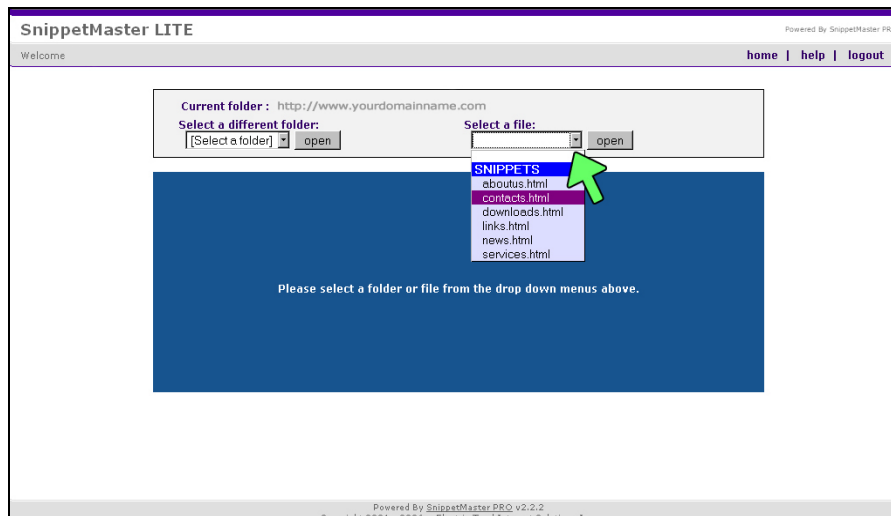 SnippetMaster LITE
Powered By SnippetMaster PR
Welcome
home | help | logout
Current folder : http://www.yourdomainname.com
Select a different folder:
[Select a folder] open
Select a file:
open
SNIPPETS
aboutus.html
contacts.html
downloads.html
links.html
news.html
services.html
Please select a folder or file from the drop down menus above.
Powered By SnippetMaster PRO v2.2.2